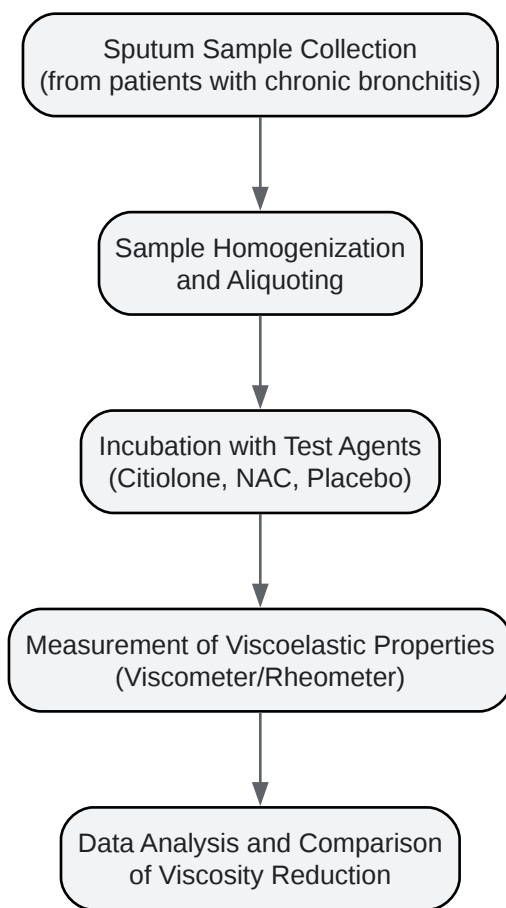 Sputum Sample Collection
(from patients with chronic bronchitis)
Sample Homogenization
and Aliquoting
Incubation with Test Agents
(Citiolone, NAC, Placebo)
Measurement of Viscoelastic Properties
(Viscometer/Rheometer)
Data Analysis and Comparison
of Viscosity Reduction